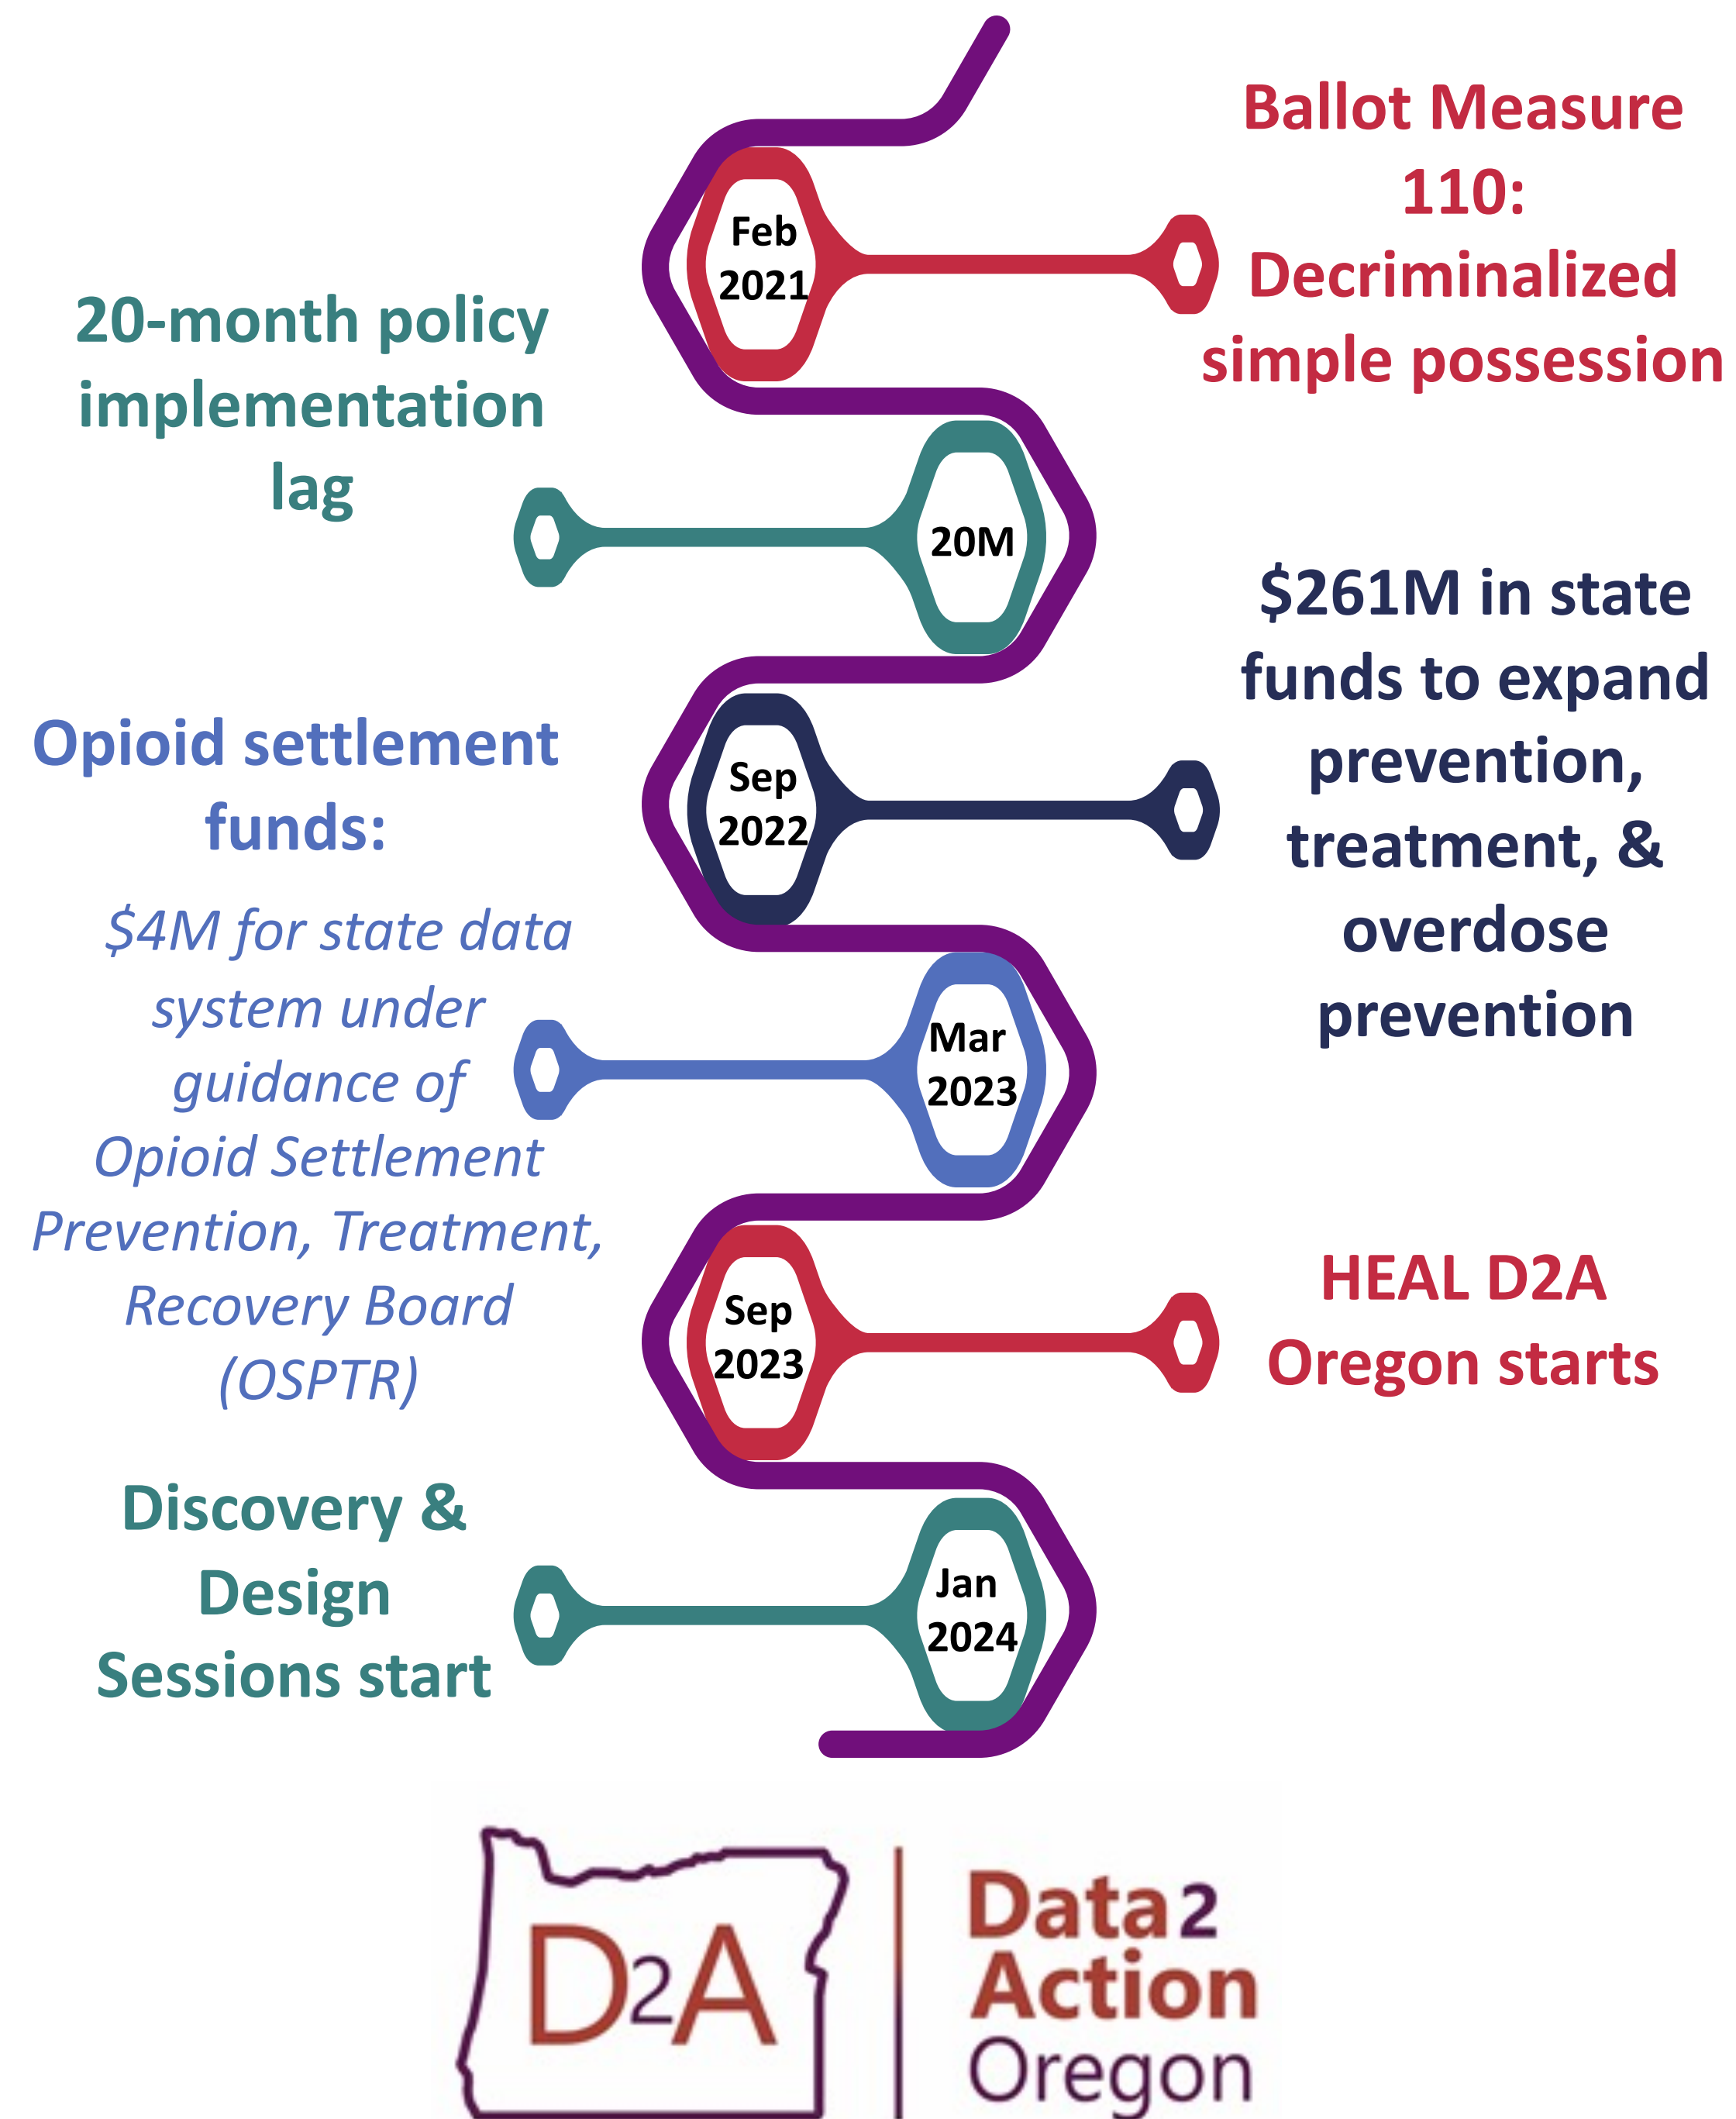 Feb
2021
Ballot Measure
110:
Decriminalized
simple possession
20-month policy
implementation
lag
20M
Sep
2022
$261M in state
funds to expand
prevention,
treatment, &
overdose
prevention
Opioid settlement
funds:
$4M for state data
system under
guidance of
Opioid Settlement
Prevention, Treatment,
Recovery Board
(OSPTR)
Mar
2023
Sep
2023
HEAL D2A
Oregon starts
Discovery &
Design
Sessions start
Jan
2024
D2A
Data2
Action
Oregon